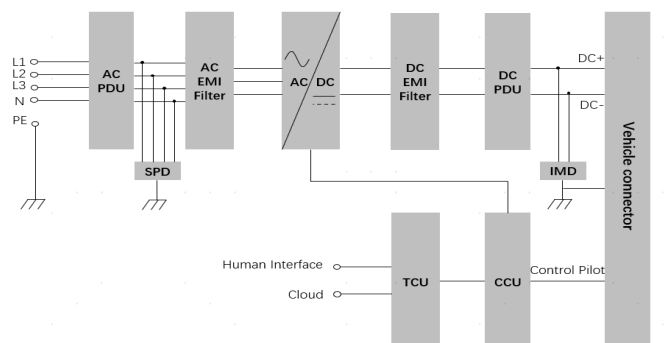 L1
L2
L3
N
PE
AC
PDU
SPD
AC
EMI
Filter
AC
DC
DC
EMI
Filter
DC
PDU
DC+
DC-
IMD
Vehicle connector
Human Interface
Cloud
TCU
CCU
Control Pilot